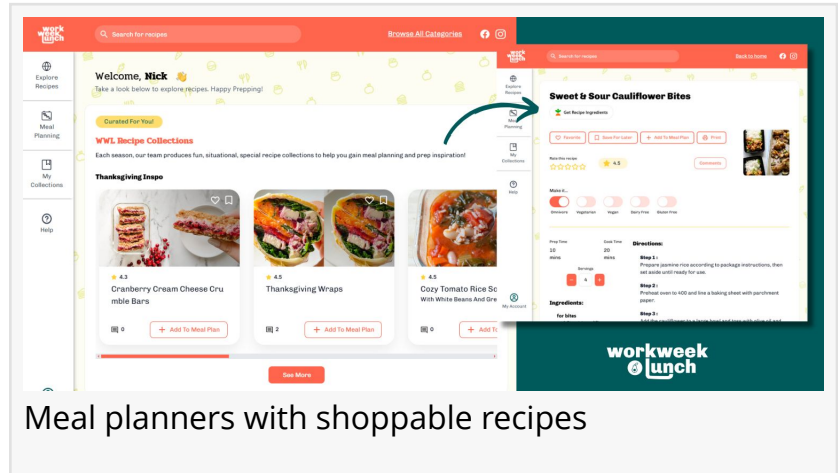 work
week
lunch
Search for recipes
Browse All Categories
Explore
Recipes
Meal
Planning
My
Collections
Help
Welcome, Nick 👋
Take a look below to explore recipes. Happy Prepping!
Curated For You!
WWL Recipe Collections
Each season, our team produces fun, situational, special recipe collections to help you gain meal planning and prep inspiration!
Thanksgiving Inspo
4.3
Cranberry Cream Cheese Cru
mble Bars
0
+ Add To Meal Plan
4.5
Thanksgiving Wraps
2
+ Add To Meal Plan
4.5
Cozy Tomato Rice So
With White Beans And Gre
0
+ Add To
See More
work
week
lunch
Search for recipes
Back to home
Explore
Recipes
Meal
Planning
My
Collections
Help
My Account
Sweet & Sour Cauliflower Bites
Get Recipe Ingredients
Favorite
Save For Later
+ Add To Meal Plan
Print
Rate this recipe
4.5
Comments
Make it...
Omnivore
Vegetarian
Vegan
Dairy Free
Gluten Free
Prep Time
10
mins
Cook Time
20
mins
Servings
- 4 +
Ingredients:
for bites
Directions:
Step 1:
Prepare jasmine rice according to package instructions, then
set aside until ready for use.
Step 2:
Preheat oven to 400 and line a baking sheet with parchment
paper.
Step 3:
workweek
lunch
Meal planners with shoppable recipes